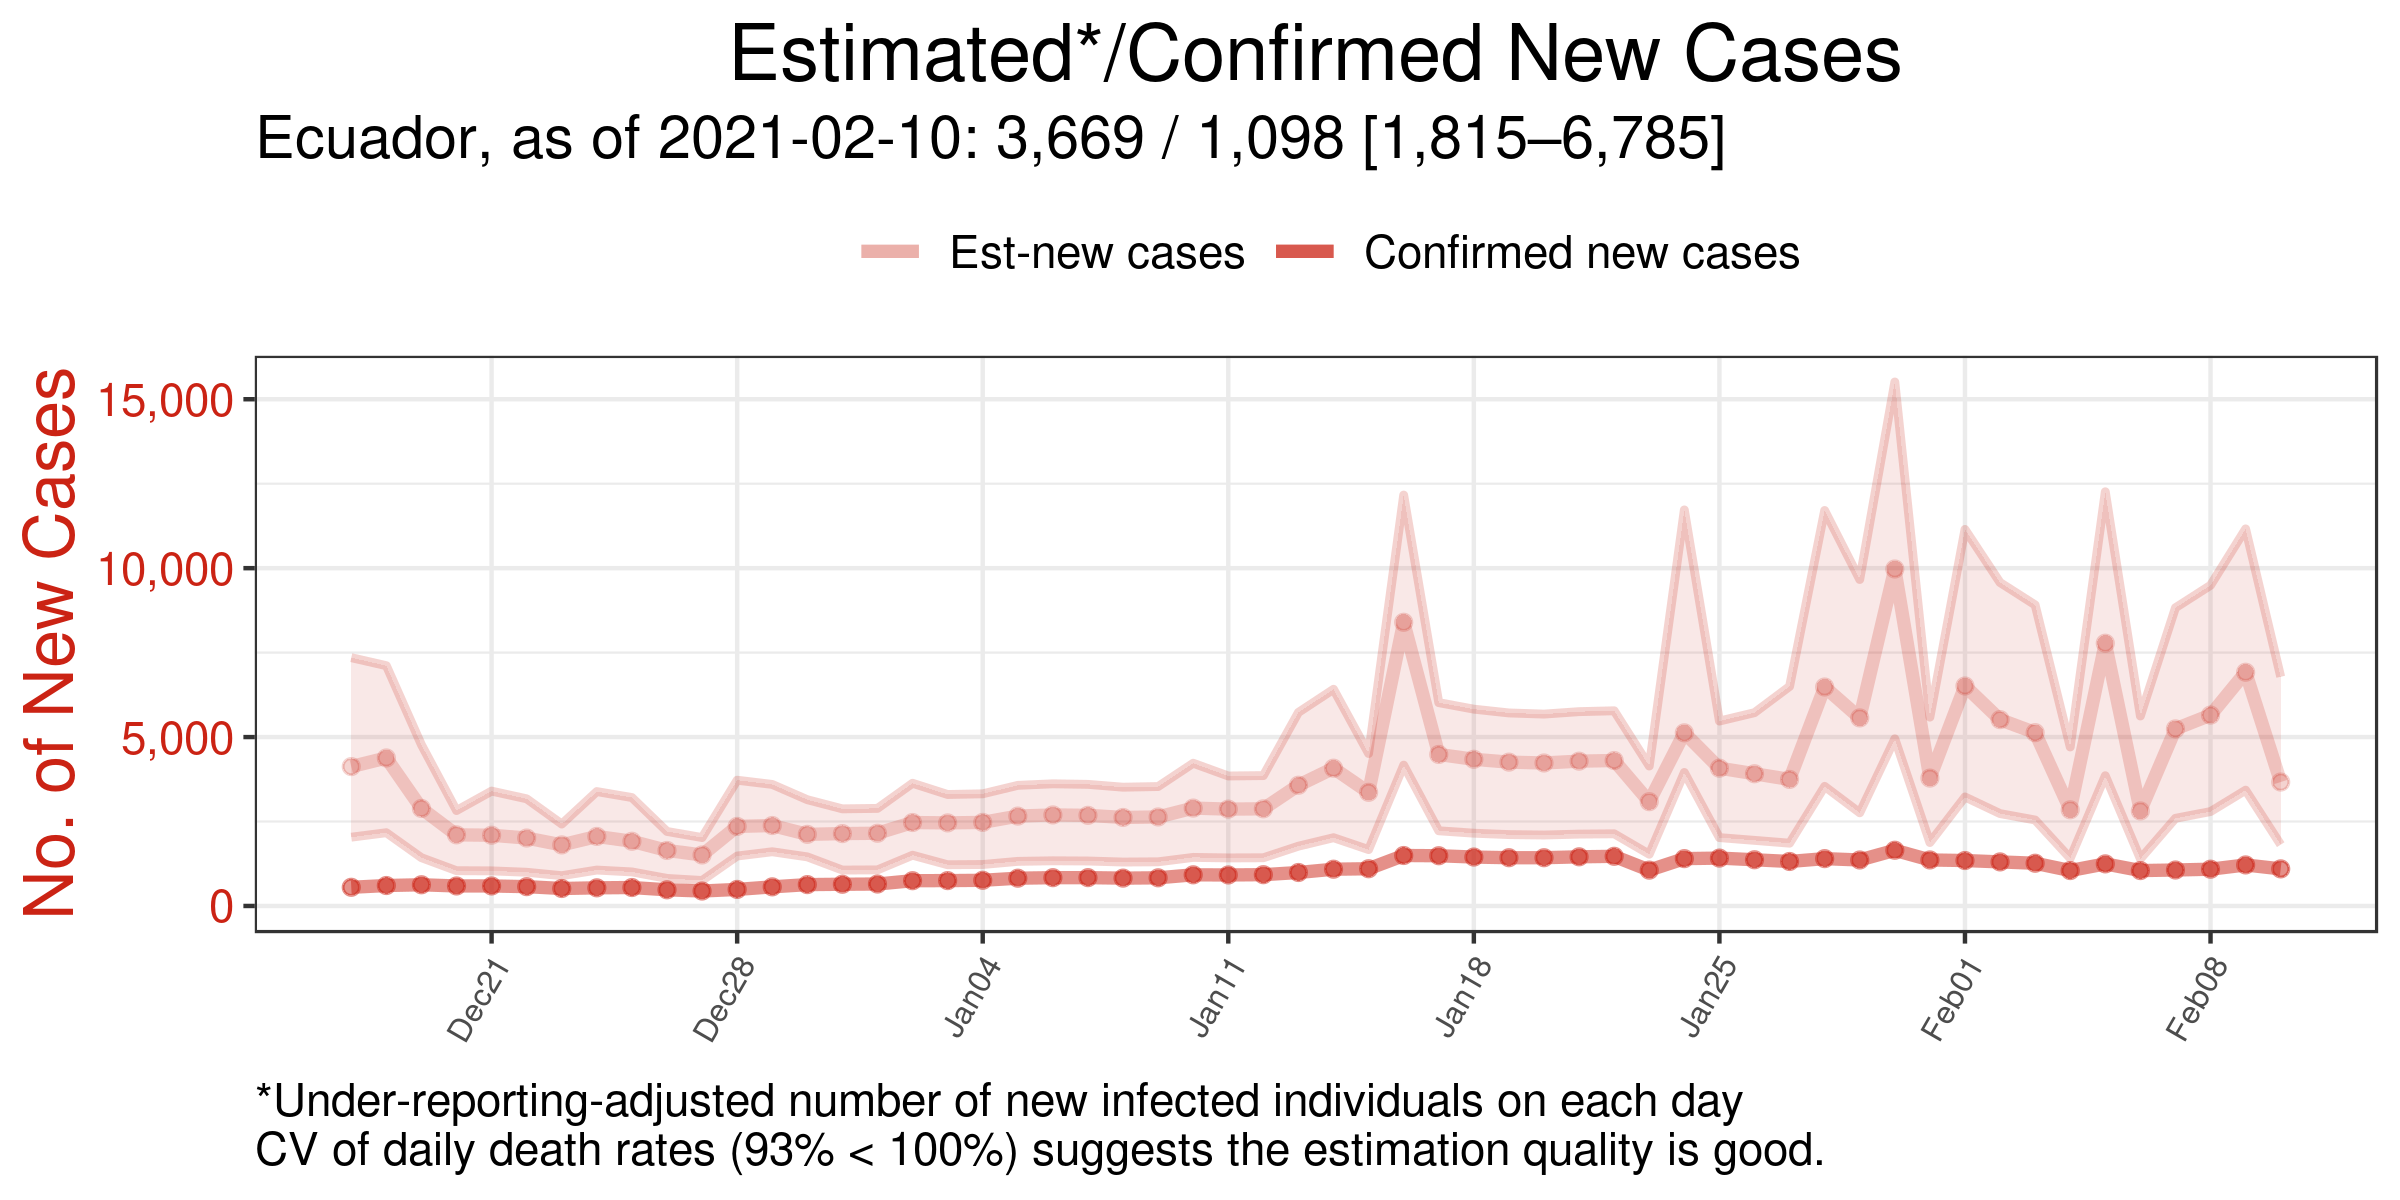 Estimated*/Confirmed New Cases
Ecuador, as of 2021-02-10: 3,669 / 1,098 [1,815–6,785]
Est-new cases
Confirmed new cases
No. of New Cases
15,000
10,000
5,000
0
Dec21
Dec28
Jan04
Jan11
Jan18
Jan25
Feb01
Feb08
*Under-reporting-adjusted number of new infected individuals on each day
CV of daily death rates (93% < 100%) suggests the estimation quality is good.